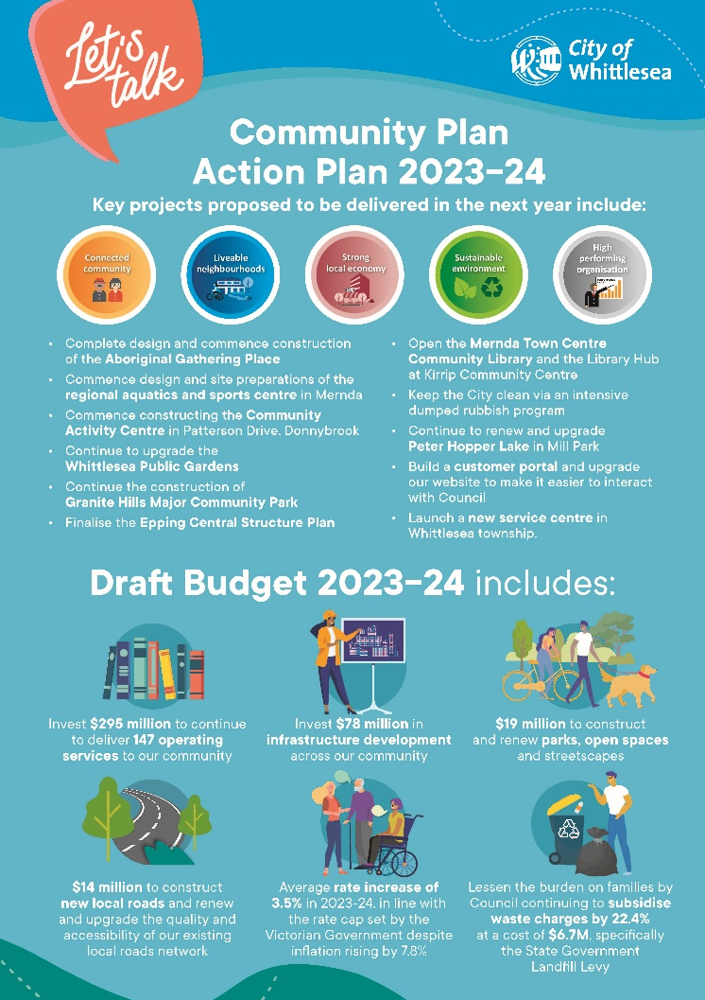 Let's
talk
City of
Whittlesea
Community Plan
Action Plan 2023–24
Key projects proposed to be delivered in the next year include:
Connected
community
Liveable
neighbourhoods
Strong
local economy
Sustainable
environment
High
performing
organisation
• Complete design and commence construction
of the Aboriginal Gathering Place
• Commence design and site preparations of the
regional aquatics and sports centre in Mernda
• Commence constructing the Community
Activity Centre in Patterson Drive, Donnybrook
• Continue to upgrade the
Whittlesea Public Gardens
• Continue the construction of
Granite Hills Major Community Park
• Finalise the Epping Central Structure Plan
• Open the Mernda Town Centre
Community Library and the Library Hub
at Kirrip Community Centre
• Keep the City clean via an intensive
dumped rubbish program
• Continue to renew and upgrade
Peter Hopper Lake in Mill Park
• Build a customer portal and upgrade
our website to make it easier to interact
with Council
• Launch a new service centre in
Whittlesea township.
Draft Budget 2023–24 includes:
Invest $295 million to continue
to deliver 147 operating
services to our community
Invest $78 million in
infrastructure development
across our community
$19 million to construct
and renew parks, open spaces
and streetscapes
$14 million to construct
new local roads and renew
and upgrade the quality and
accessibility of our existing
local roads network
Average rate increase of
3.5% in 2023-24, in line with
the rate cap set by the
Victorian Government despite
inflation rising by 7.8%
Lessen the burden on families by
Council continuing to subsidise
waste charges by 22.4%
at a cost of $6.7M, specifically
the State Government
Landfill Levy